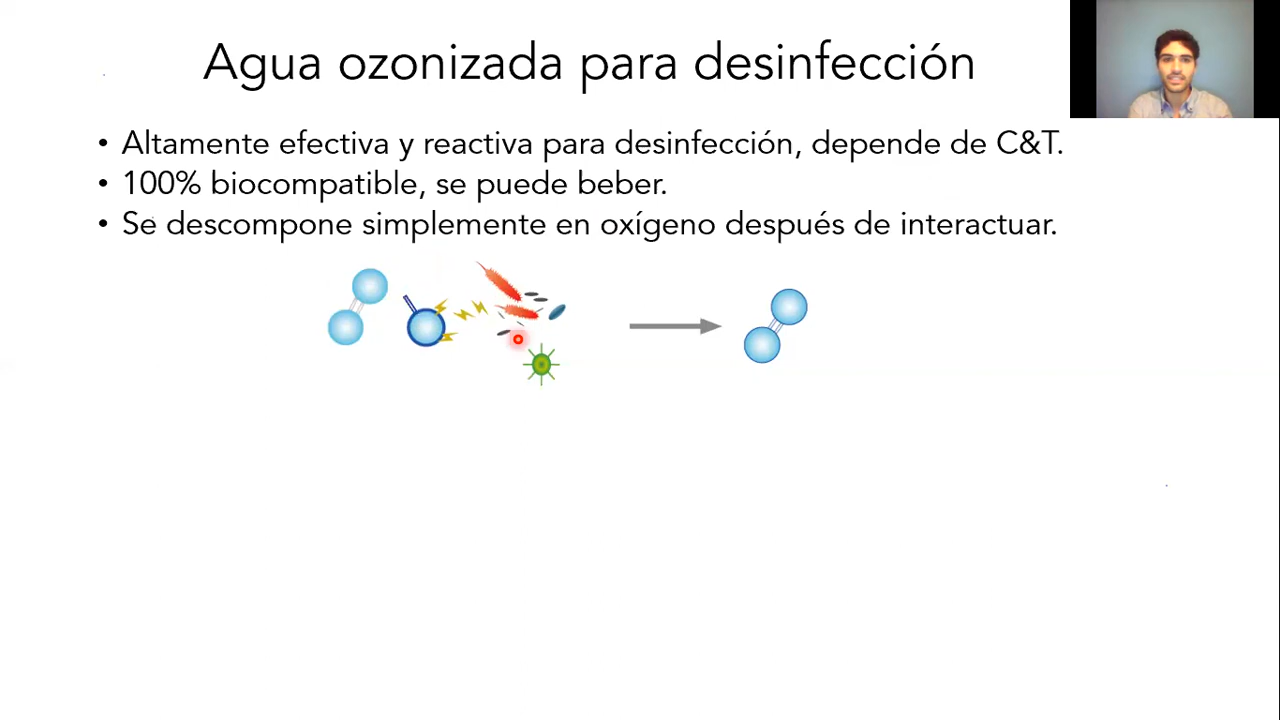 Agua ozonizada para desinfección
• Altamente efectiva y reactiva para desinfección, depende de C&T.
• 100% biocompatible, se puede beber.
• Se descompone simplemente en oxígeno después de interactuar.